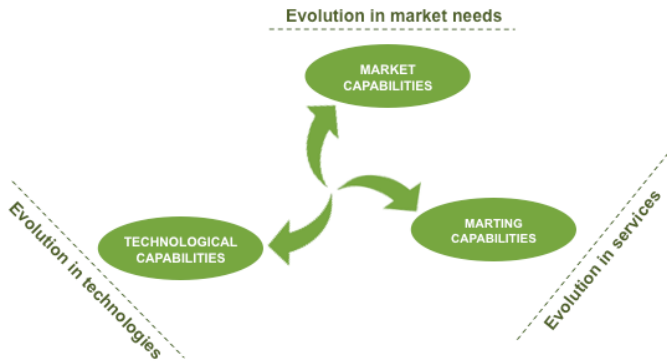 Evolution in market needs
MARKET
CAPABILITIES
Evolution in technologies
TECHNOLOGICAL
CAPABILITIES
MARTING
CAPABILITIES
Evolution in services